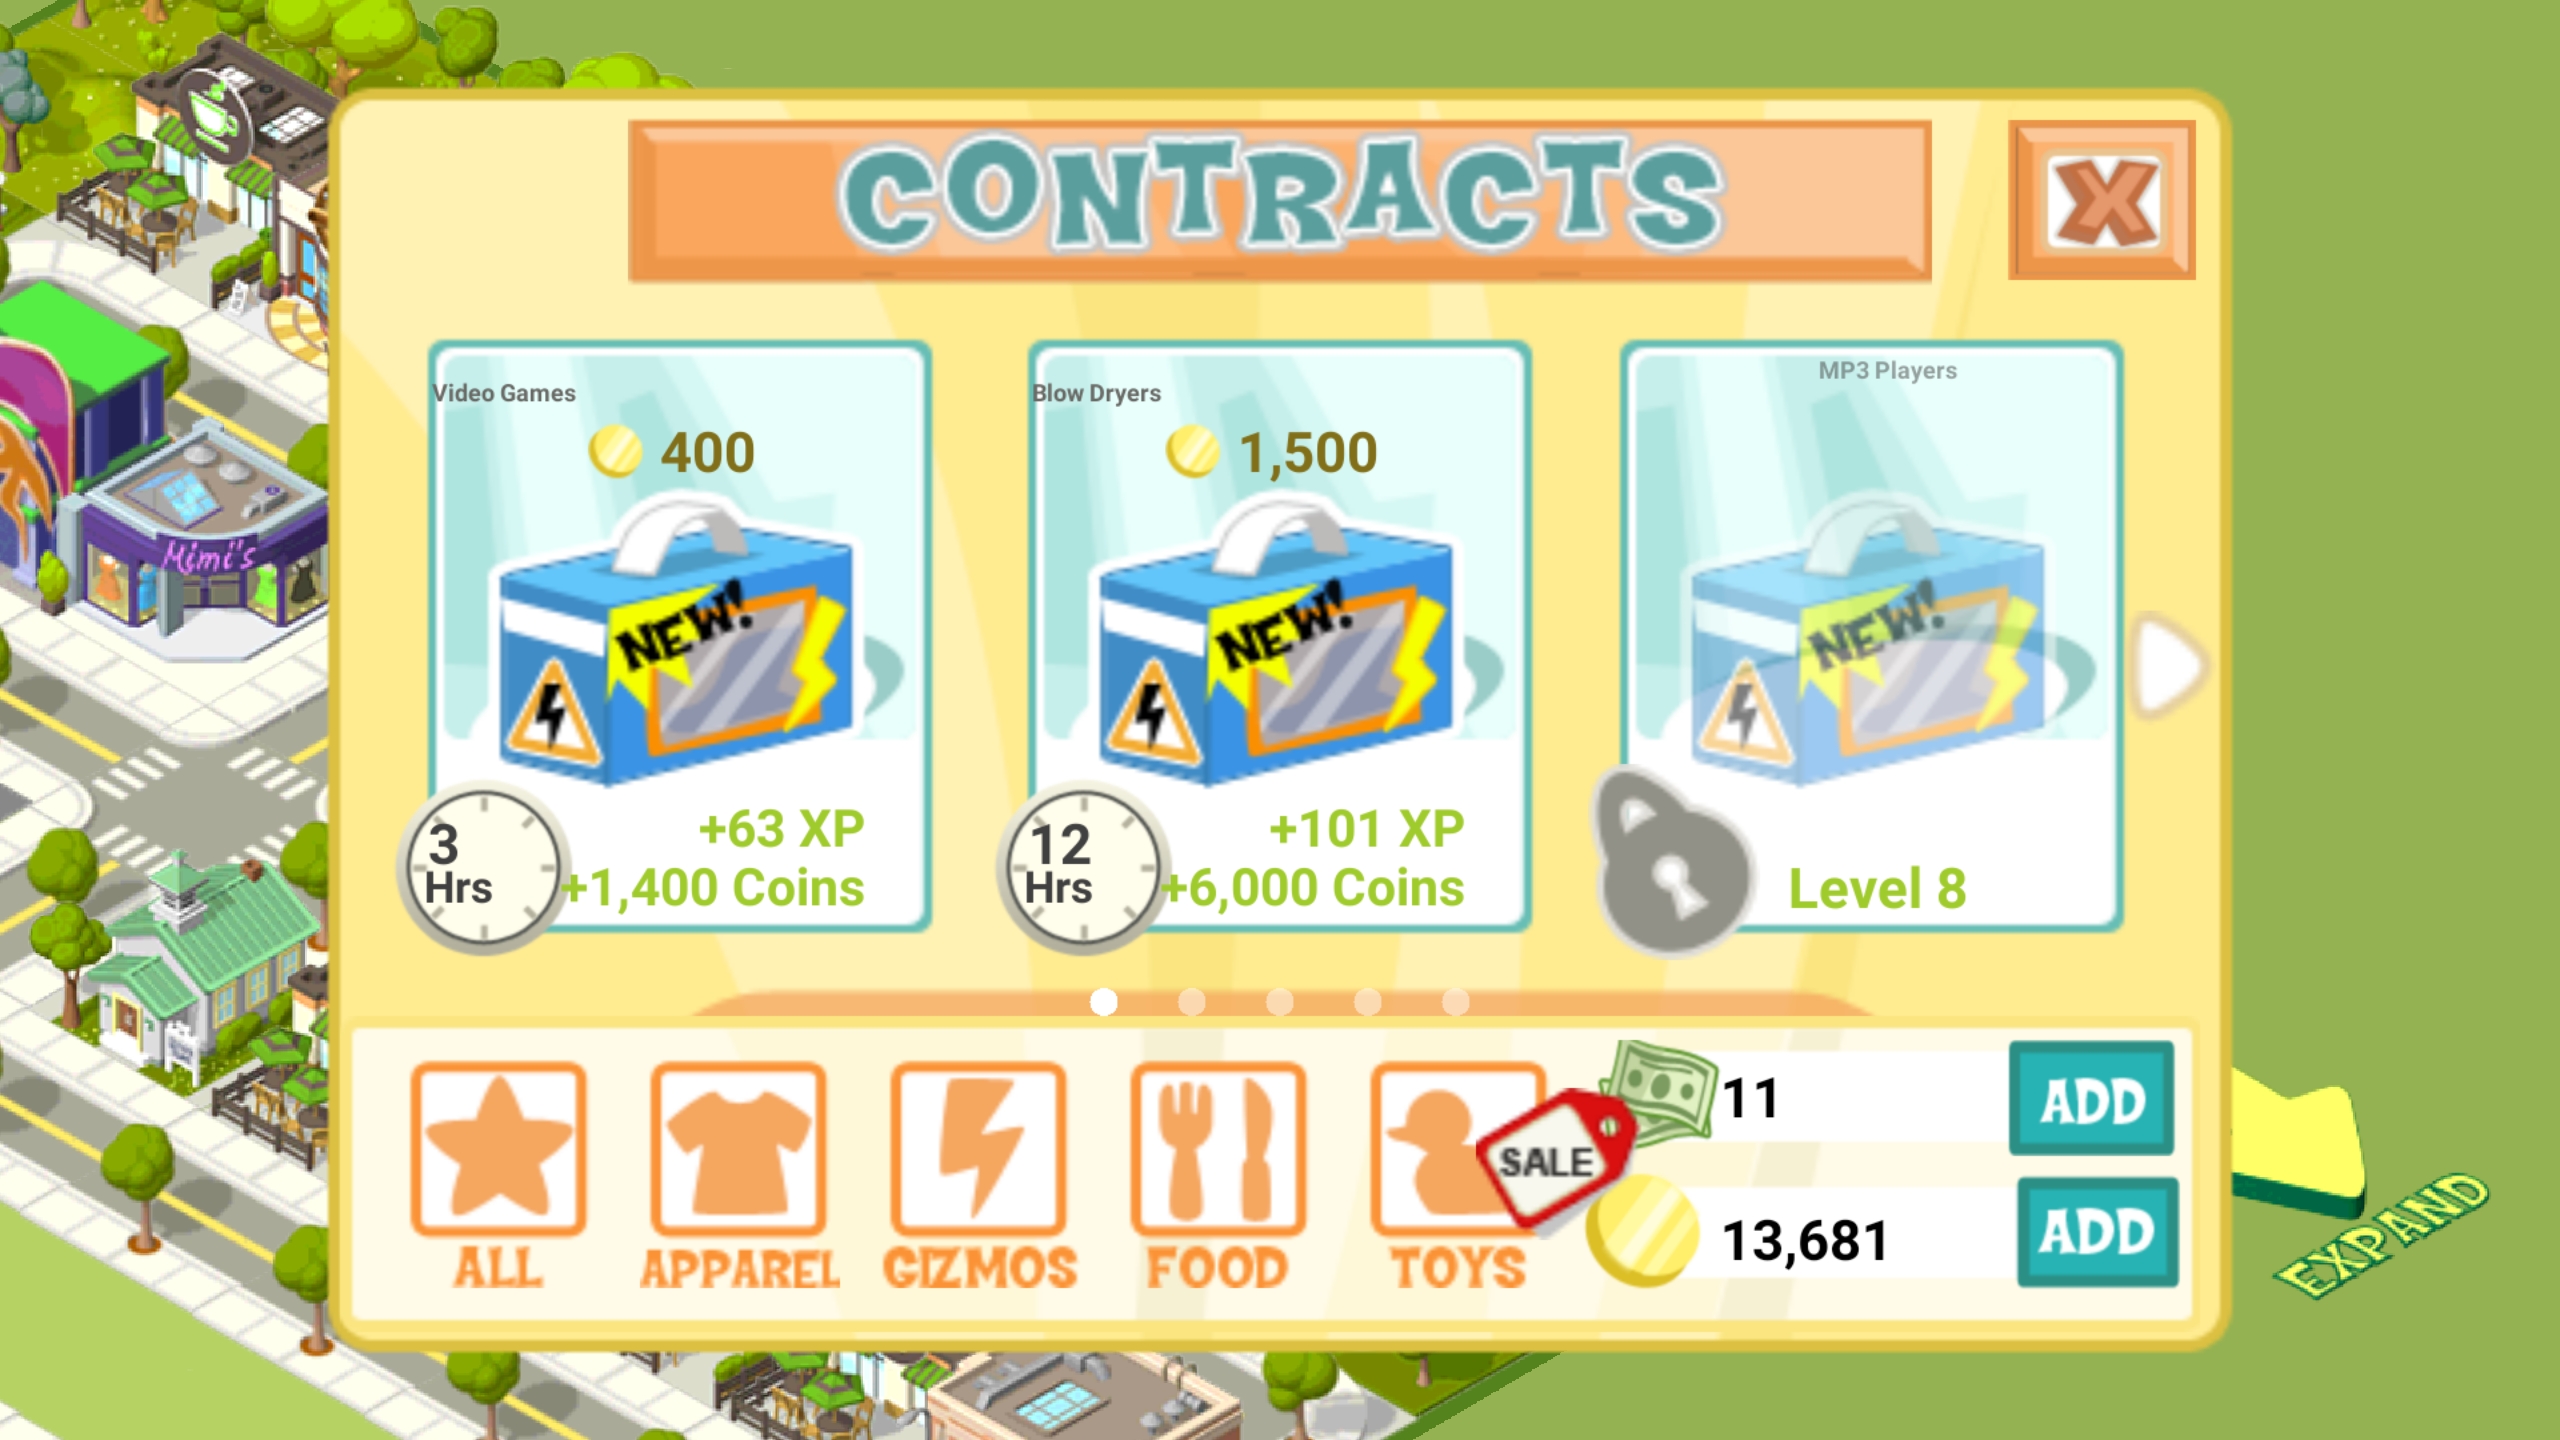 CONTRACTS
X
Video Games
400
NEW!
3
Hrs
+63 XP
+1,400 Coins
Blow Dryers
1,500
NEW!
12
Hrs
+101 XP
+6,000 Coins
MP3 Players
NEW!
Level 8
Mimi's
ALL
APPAREL
GIZMOS
FOOD
TOYS
SALE
11
ADD
13,681
ADD
EXPAND